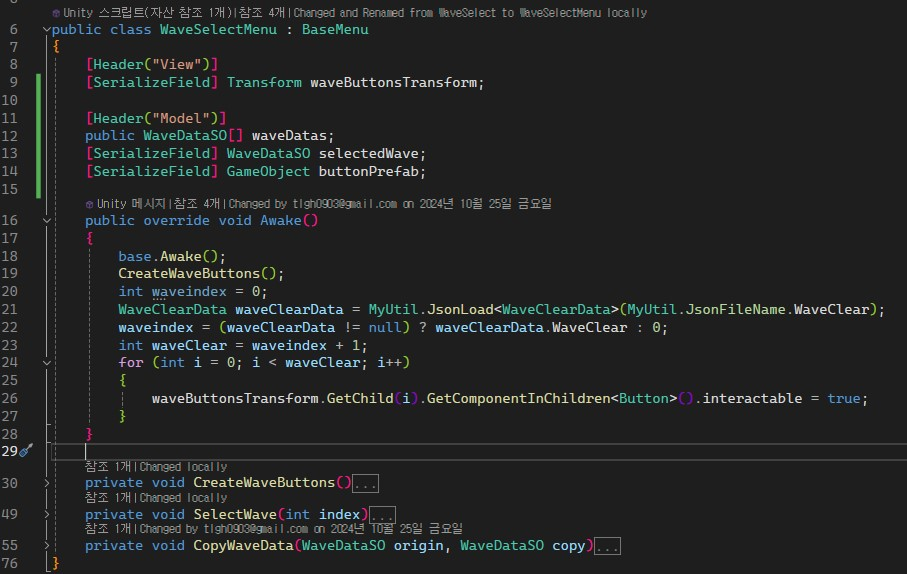 Unity 스크립트(자산 참조 1개)|참조 4개|Changed and Renamed from WaveSelect to WaveSelectMenu locally
6 public class WaveSelectMenu : BaseMenu
7 {
8 [Header("View")]
9 [SerializeField] Transform waveButtonsTransform;
10
11 [Header("Model")]
12 public WaveDataSO[] waveDatas;
13 [SerializeField] WaveDataSO selectedWave;
14 [SerializeField] GameObject buttonPrefab;
15
Unity 메시지|참조 4개|Changed by tlgh0903@gmail.com on 2024년 10월 25일 금요일
16 public override void Awake()
17 {
18 base.Awake();
19 CreateWaveButtons();
20 int waveindex = 0;
21 WaveClearData waveClearData = MyUtil.JsonLoad<WaveClearData>(MyUtil.JsonFileName.WaveClear);
22 waveindex = (waveClearData != null) ? waveClearData.WaveClear : 0;
23 int waveClear = waveindex + 1;
24 for (int i = 0; i < waveClear; i++)
25 {
26 waveButtonsTransform.GetChild(i).GetComponentInChildren<Button>().interactable = true;
27 }
28 }
29
참조 1개|Changed locally
30 private void CreateWaveButtons()...
참조 1개|Changed locally
49 private void SelectWave(int index)...
참조 1개|Changed by tlgh0903@gmail.com on 2024년 10월 25일 금요일
55 private void CopyWaveData(WaveDataSO origin, WaveDataSO copy)...
76 }